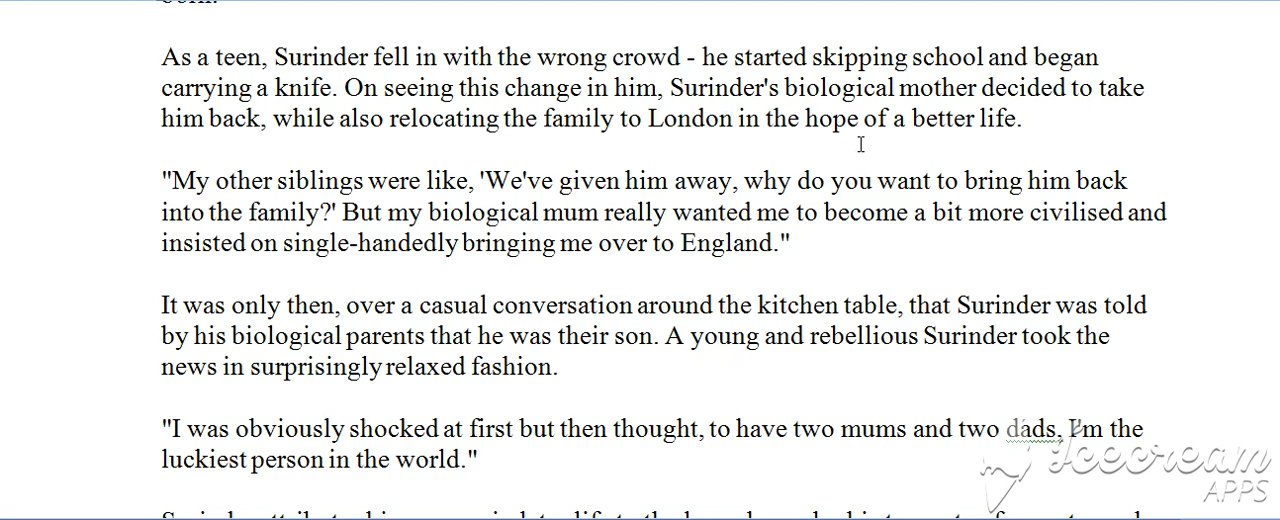 As a teen, Surinder fell in with the wrong crowd - he started skipping school and began
carrying a knife. On seeing this change in him, Surinder's biological mother decided to take
him back, while also relocating the family to London in the hope of a better life.
"My other siblings were like, 'We've given him away, why do you want to bring him back
into the family?' But my biological mum really wanted me to become a bit more civilised and
insisted on single-handedly bringing me over to England."
It was only then, over a casual conversation around the kitchen table, that Surinder was told
by his biological parents that he was their son. A young and rebellious Surinder took the
news in surprisingly relaxed fashion.
"I was obviously shocked at first but then thought, to have two mums and two dads, I'm the
luckiest person in the world."
Icecream
APPS